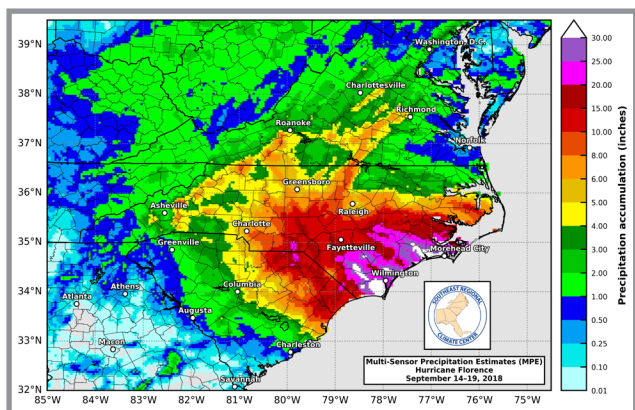 39°N
38°N
37°N
36°N
35°N
34°N
33°N
32°N
85°W
84°W
83°W
82°W
81°W
80°W
79°W
78°W
77°W
76°W
75°W
Washington, D.C.
Charlottesville
Richmond
Roanoke
Norfolk
Greensboro
Raleigh
Asheville
Charlotte
Greenville
Fayetteville
Morehead City
Wilmington
Columbia
Athens
Atlanta
Augusta
Macon
Charleston
Savannah
SOUTHEAST REGIONAL
CLIMATE CENTER
Multi-Sensor Precipitation Estimates (MPE)
Hurricane Florence
September 14–19, 2018
30.00
25.00
20.00
15.00
10.00
8.00
6.00
5.00
4.00
3.00
2.00
1.00
0.50
0.25
0.10
0.01
Precipitation accumulation (inches)